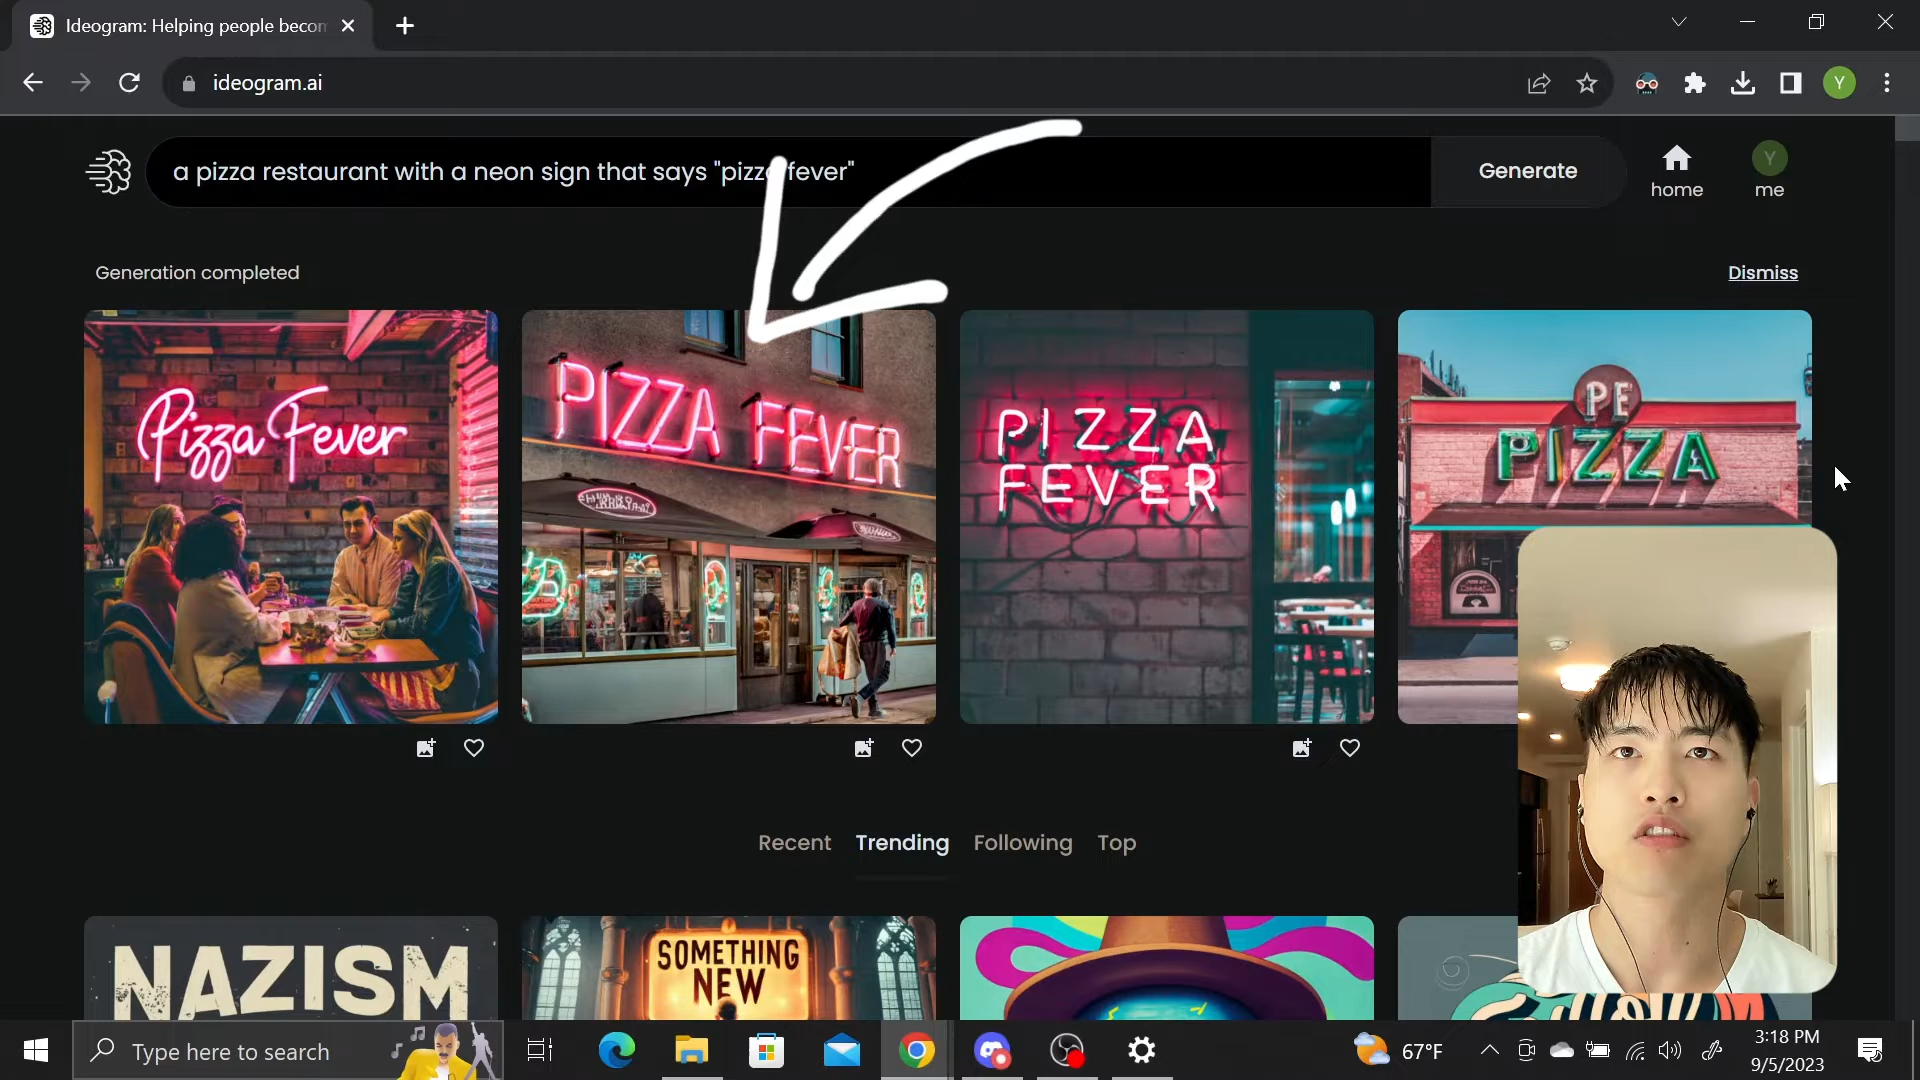 Ideogram: Helping people becom
ideogram.ai
Y
a pizza restaurant with a neon sign that says "pizza fever"
Generate
home
Y
me
Generation completed
Dismiss
Pizza Fever
PIZZA FEVER
PIZZA
FEVER
PE
PIZZA
Recent
Trending
Following
Top
NAZISM
SOMETHING
NEW
Type here to search
67°F
3:18 PM
9/5/2023